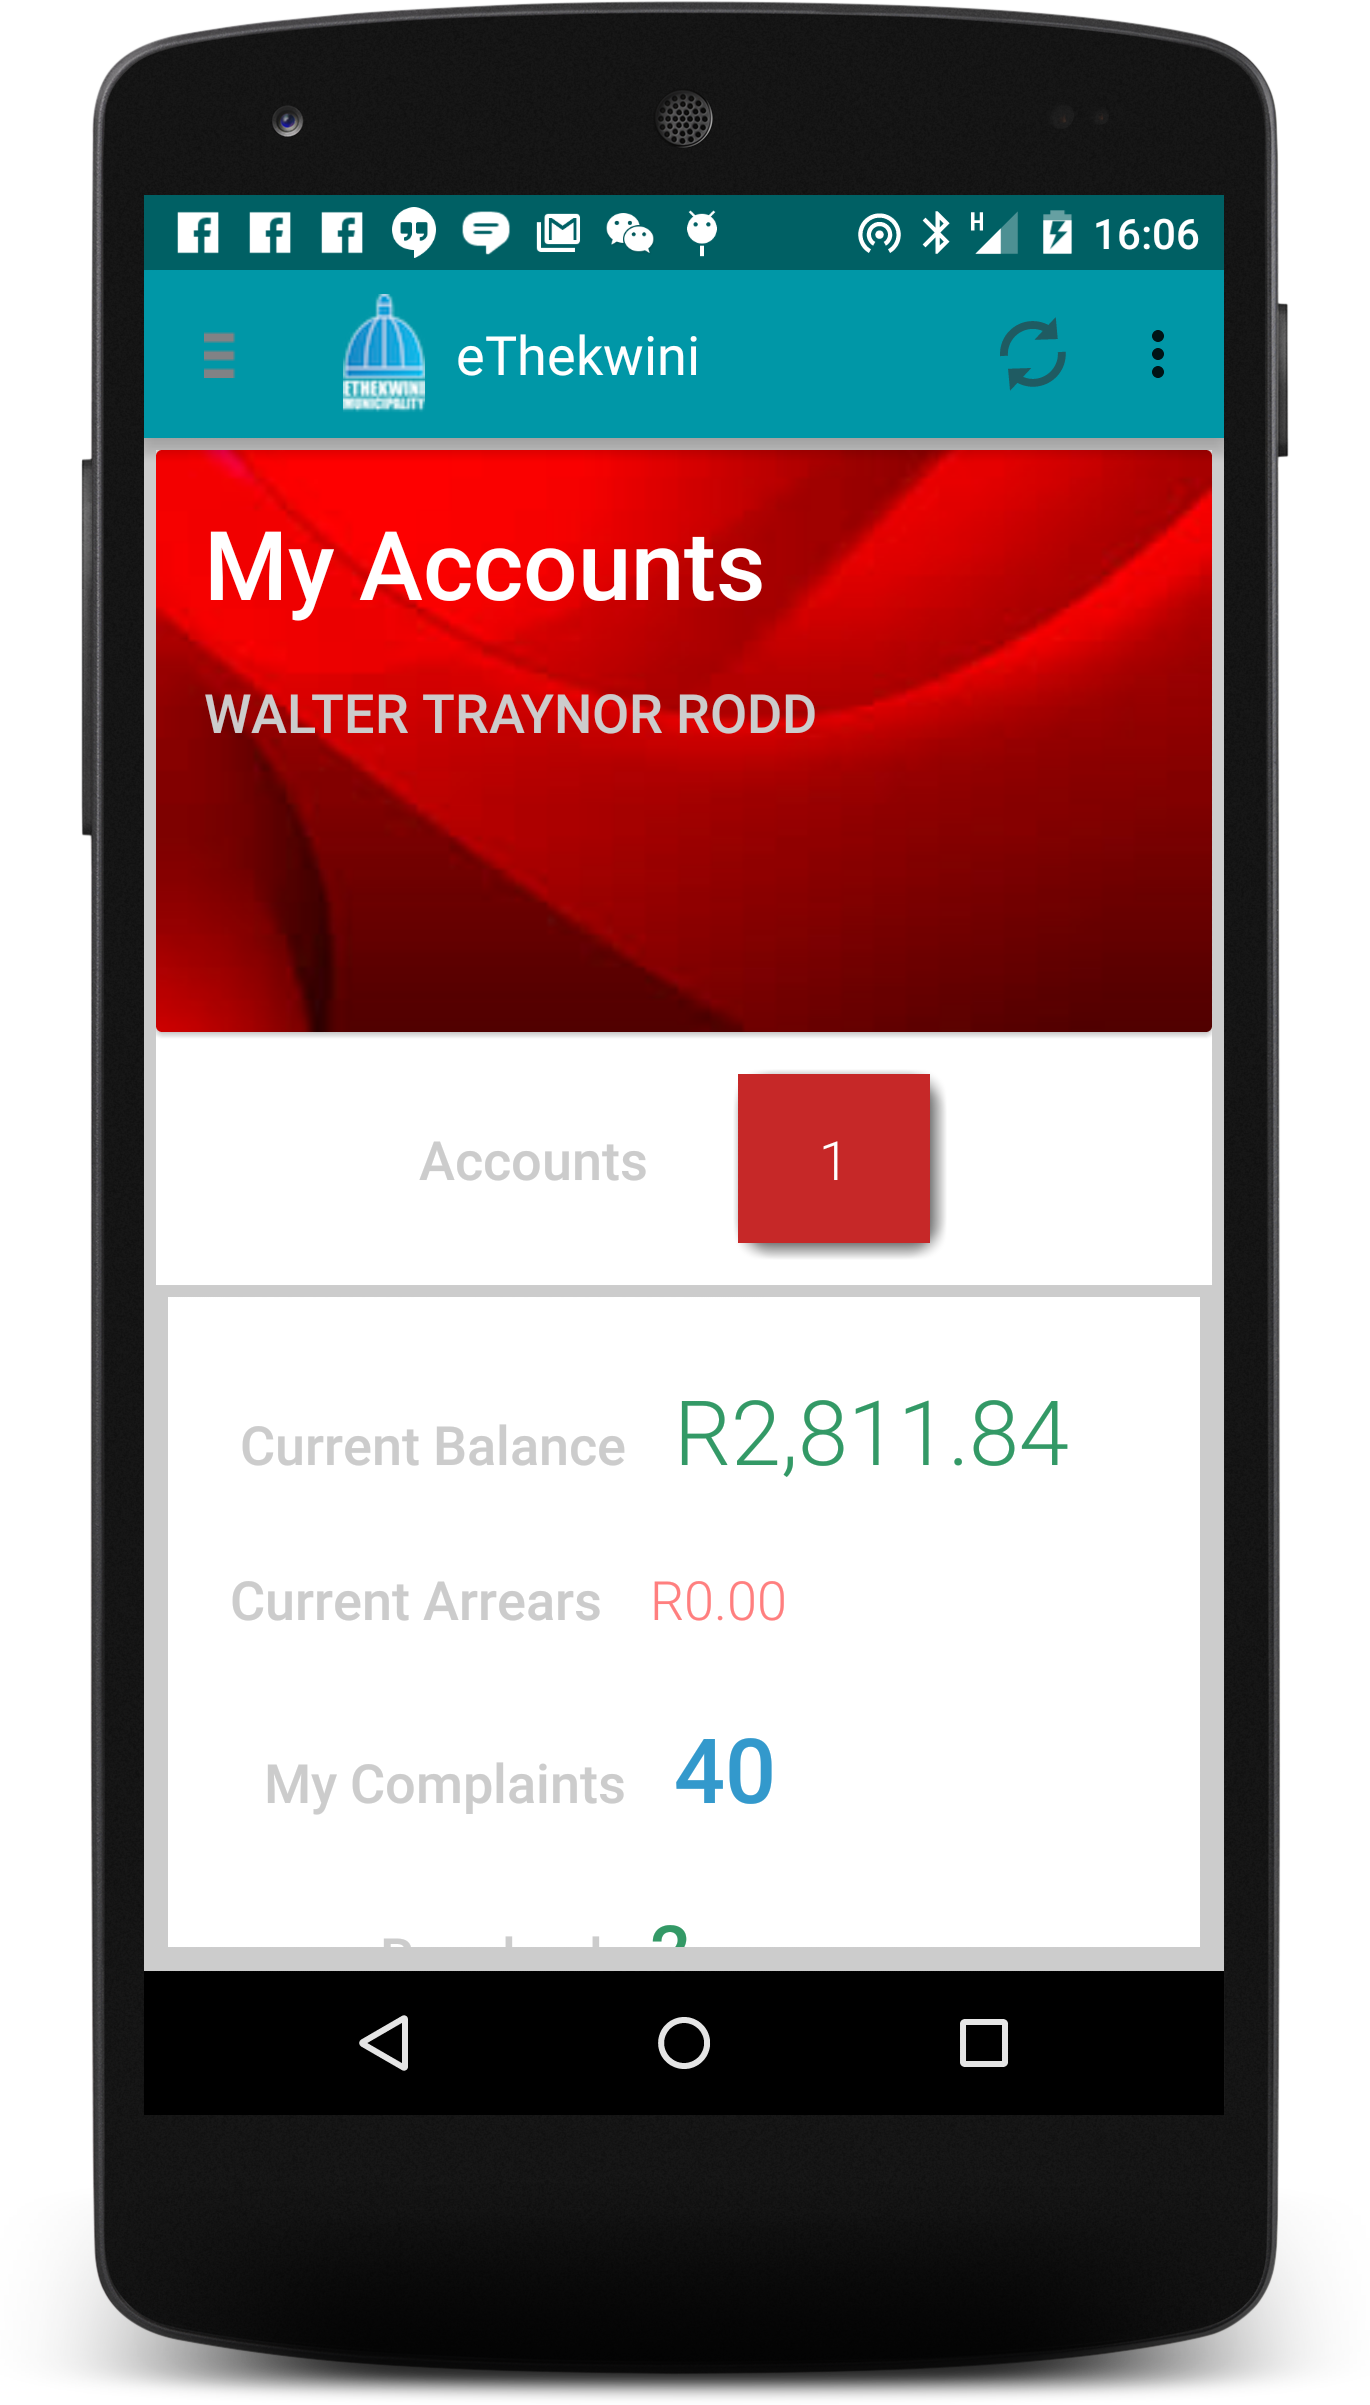 H 16:06
ETHEKWINI
MUNICIPALITY
eThekwini
My Accounts
WALTER TRAYNOR RODD
Accounts 1
Current Balance R2,811.84
Current Arrears R0.00
My Complaints 40